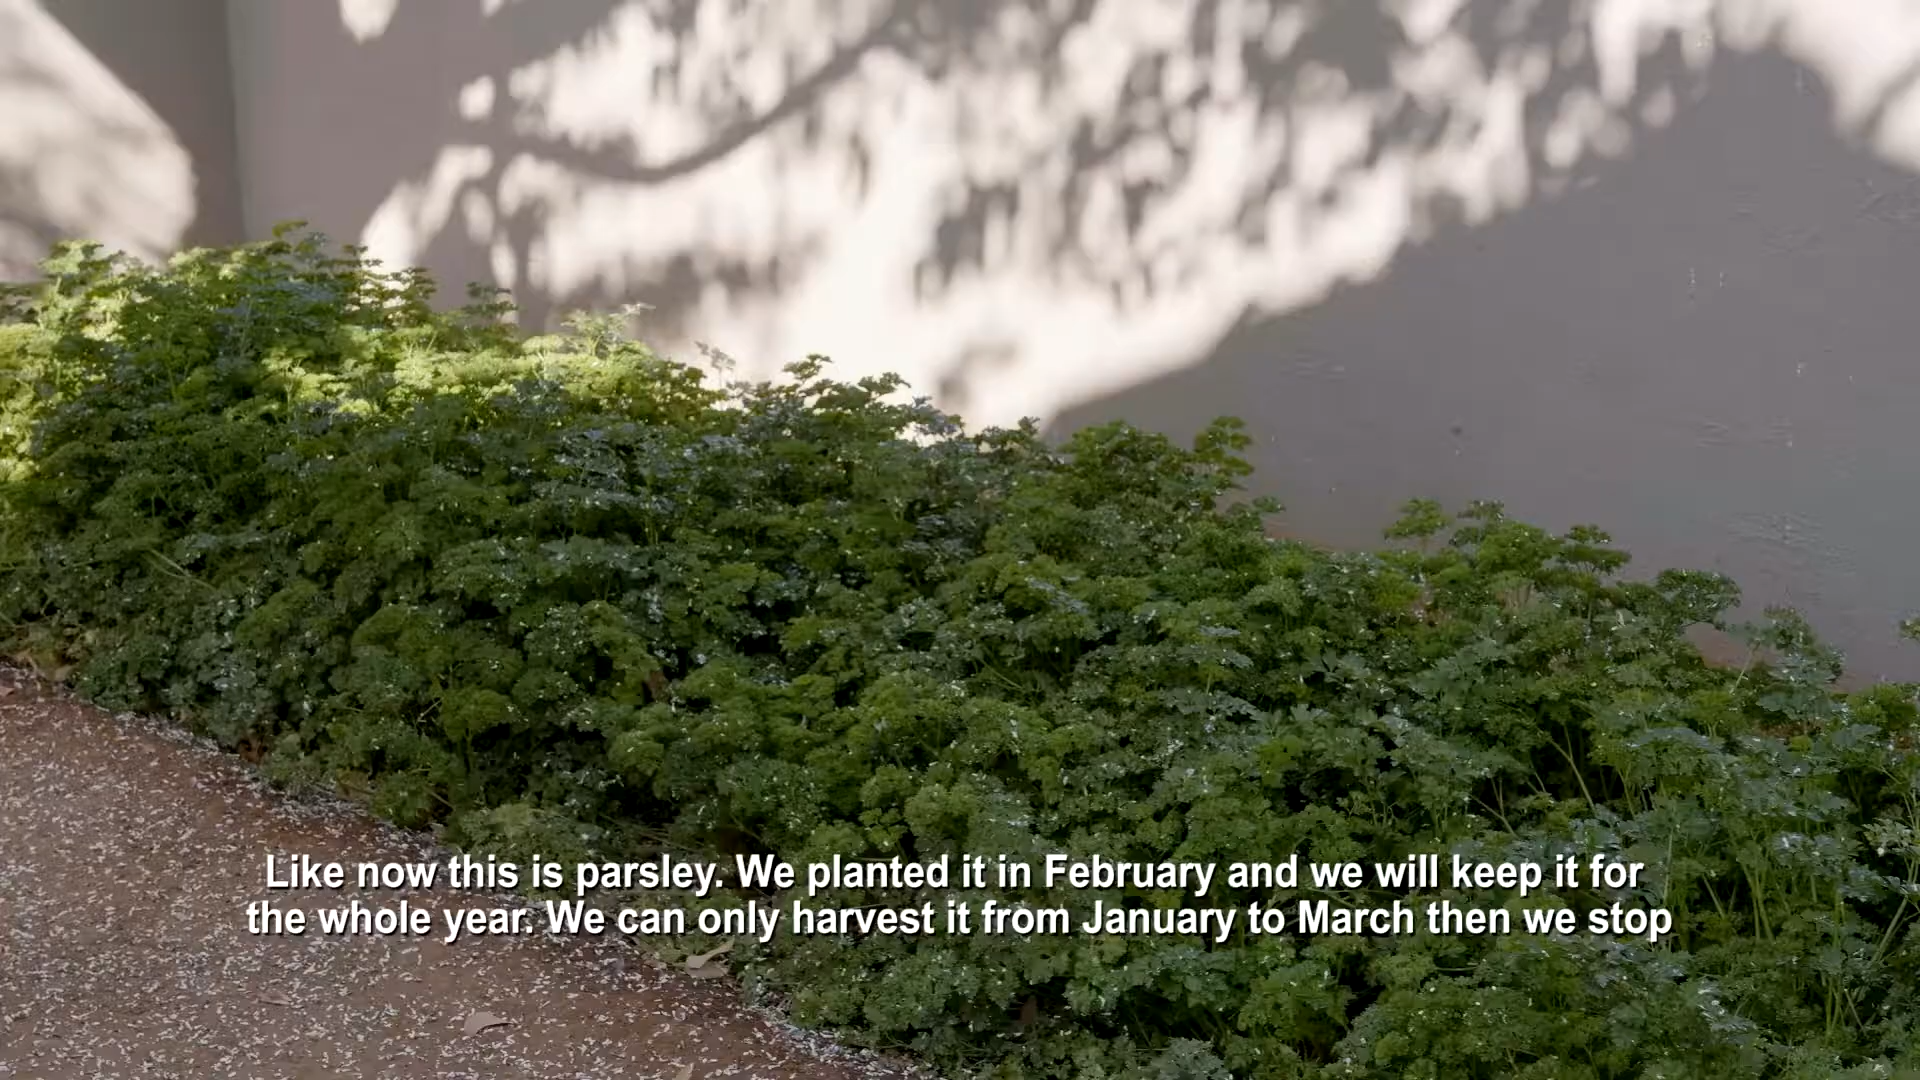 Like now this is parsley. We planted it in February and we will keep it for
the whole year. We can only harvest it from January to March then we stop